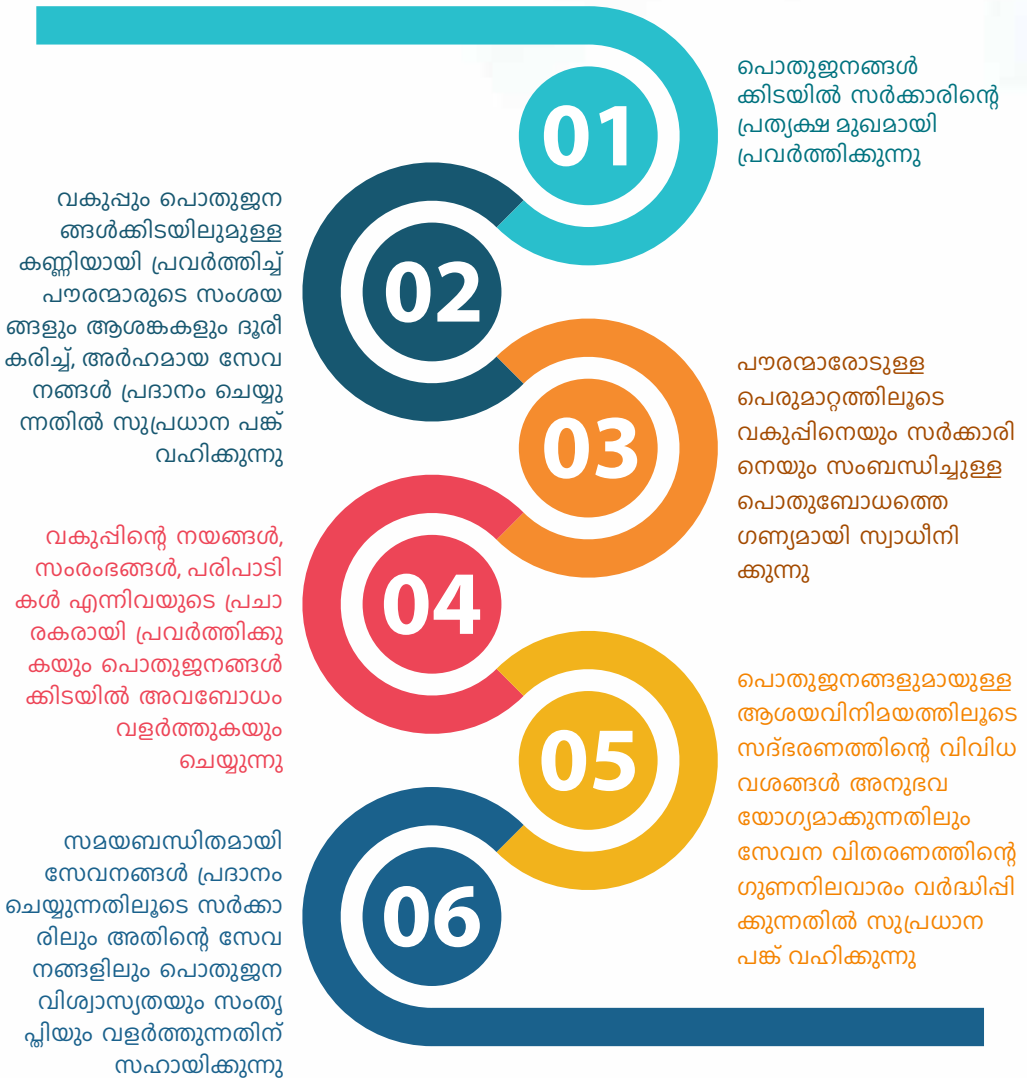 01
പൊതുജനങ്ങൾ
ക്കിടയിൽ സർക്കാരിന്റെ
പ്രത്യക്ഷ മുഖമായി
പ്രവർത്തിക്കുന്നു
02
വകുപ്പും പൊതുജന
ങ്ങൾക്കിടയിലുമുള്ള
കണ്ണിയായി പ്രവർത്തിച്ച്
പൗരന്മാരുടെ സംശയ
ങ്ങളും ആശങ്കകളും ദൂരീ
കരിച്ച്, അർഹമായ സേവ
നങ്ങൾ പ്രദാനം ചെയ്യു
ന്നതിൽ സുപ്രധാന പങ്ക്
വഹിക്കുന്നു
03
പൗരന്മാരോടുള്ള
പെരുമാറ്റത്തിലൂടെ
വകുപ്പിനെയും സർക്കാരി
നെയും സംബന്ധിച്ചുള്ള
പൊതുബോധത്തെ
ഗണ്യമായി സ്വാധീനി
ക്കുന്നു
04
വകുപ്പിന്റെ നയങ്ങൾ,
സംരംഭങ്ങൾ, പരിപാടി
കൾ എന്നിവയുടെ പ്രചാ
രകരായി പ്രവർത്തിക്കു
കയും പൊതുജനങ്ങൾ
ക്കിടയിൽ അവബോധം
വളർത്തുകയും
ചെയ്യുന്നു
05
പൊതുജനങ്ങളുമായുള്ള
ആശയവിനിമയത്തിലൂടെ
സദ്ഭരണത്തിന്റെ വിവിധ
വശങ്ങൾ അനുഭവ
യോഗ്യമാക്കുന്നതിലും
സേവന വിതരണത്തിന്റെ
ഗുണനിലവാരം വർദ്ധിപ്പി
ക്കുന്നതിൽ സുപ്രധാന
പങ്ക് വഹിക്കുന്നു
06
സമയബന്ധിതമായി
സേവനങ്ങൾ പ്രദാനം
ചെയ്യുന്നതിലൂടെ സർക്കാ
രിലും അതിന്റെ സേവ
നങ്ങളിലും പൊതുജന
വിശ്വാസ്യതയും സംതൃ
പ്തിയും വളർത്തുന്നതിന്
സഹായിക്കുന്നു